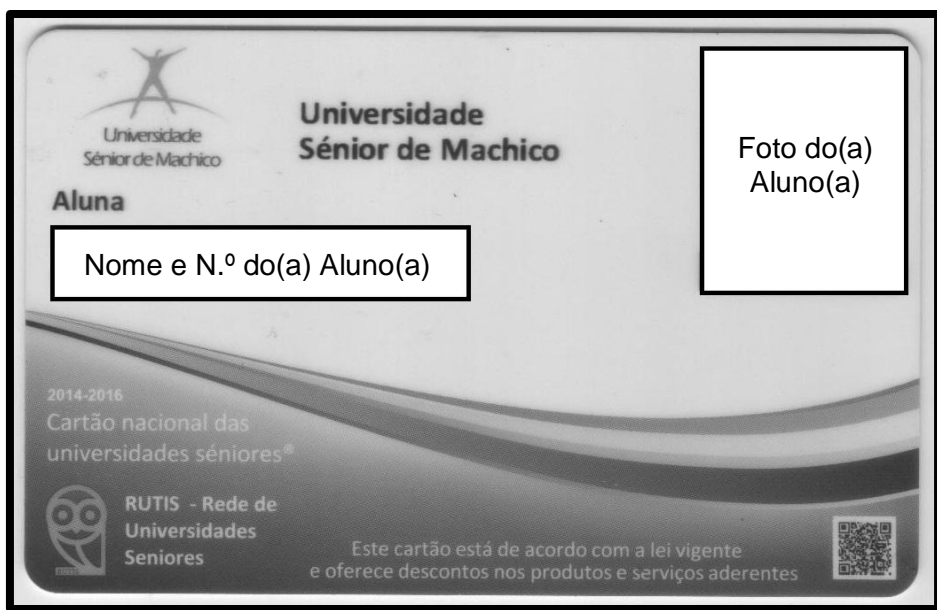 Universidade
Sénior de Machico
Universidade
Sénior de Machico
Foto do(a)
Aluno(a)
Aluna
Nome e N.º do(a) Aluno(a)
2014-2016
Cartão nacional das
universidades séniores®
RUTIS - Rede de
Universidades
Seniores
RUTIS
Este cartão está de acordo com a lei vigente
e oferece descontos nos produtos e serviços aderentes